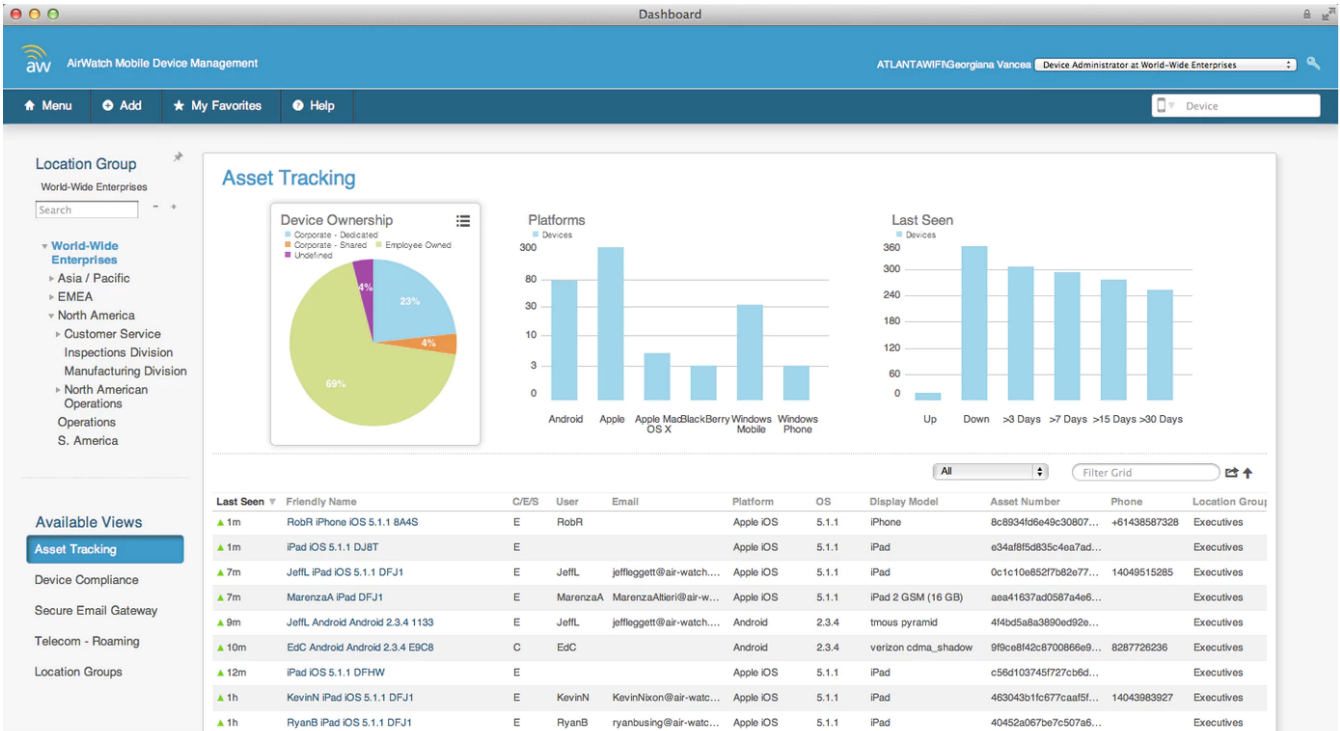 Dashboard
aw AirWatch Mobile Device Management
ATLANTAWIFI\Georgiana Vancea Device Administrator at World-Wide Enterprises
Menu Add My Favorites Help Device
Location Group
World-Wide Enterprises
Search - +
World-Wide
Enterprises
Asia / Pacific
EMEA
North America
Customer Service
Inspections Division
Manufacturing Division
North American
Operations
Operations
S. America
Available Views
Asset Tracking
Device Compliance
Secure Email Gateway
Telecom - Roaming
Location Groups
Asset Tracking
Device Ownership
Corporate - Dedicated
Corporate - Shared Employee Owned
Undefined
4%
23%
4%
69%
Platforms
Devices
300
80
30
10
3
0
Android Apple Apple Mac BlackBerry Windows Windows
OS X Mobile Phone
Last Seen
Devices
360
300
240
180
120
60
0
Up Down >3 Days >7 Days >15 Days >30 Days
All Filter Grid
Last Seen Friendly Name C/E/S User Email Platform OS Display Model Asset Number Phone Location Group
1m RobR iPhone iOS 5.1.1 8A4S E RobR Apple iOS 5.1.1 iPhone 8c8934fd6e49c30807... +61438587328 Executives
1m iPad iOS 5.1.1 DJ8T E Apple iOS 5.1.1 iPad e34af8f5d835c4ea7ad... Executives
7m JeffL iPad iOS 5.1.1 DFJ1 E JeffL jeffleggett@air-watch.... Apple iOS 5.1.1 iPad 0c1c10e852f7b82e77... 14049515285 Executives
7m MarenzaA iPad DFJ1 E MarenzaA MarenzaAltieri@air-w... Apple iOS 5.1.1 iPad 2 GSM (16 GB) aea41637ad0587a4e6... Executives
9m JeffL Android Android 2.3.4 1133 E JeffL jeffleggett@air-watch.... Android 2.3.4 tmous pyramid 4f4bd5a8a3890ed92e... Executives
10m EdC Android Android 2.3.4 E9C8 C EdC Android 2.3.4 verizon cdma_shadow 9f9ce8f42c8700866e9... 8287726236 Executives
12m iPad iOS 5.1.1 DFHW E Apple iOS 5.1.1 iPad c56d103745f727cb6d... Executives
1h KevinN iPad iOS 5.1.1 DFJ1 E KevinN KevinNixon@air-watc... Apple iOS 5.1.1 iPad 463043b1fc677caaf5f... 14043983927 Executives
1h RyanB iPad iOS 5.1.1 DFJ1 E RyanB ryanbusing@air-watc... Apple iOS 5.1.1 iPad 40452a067be7c507a6... Executives